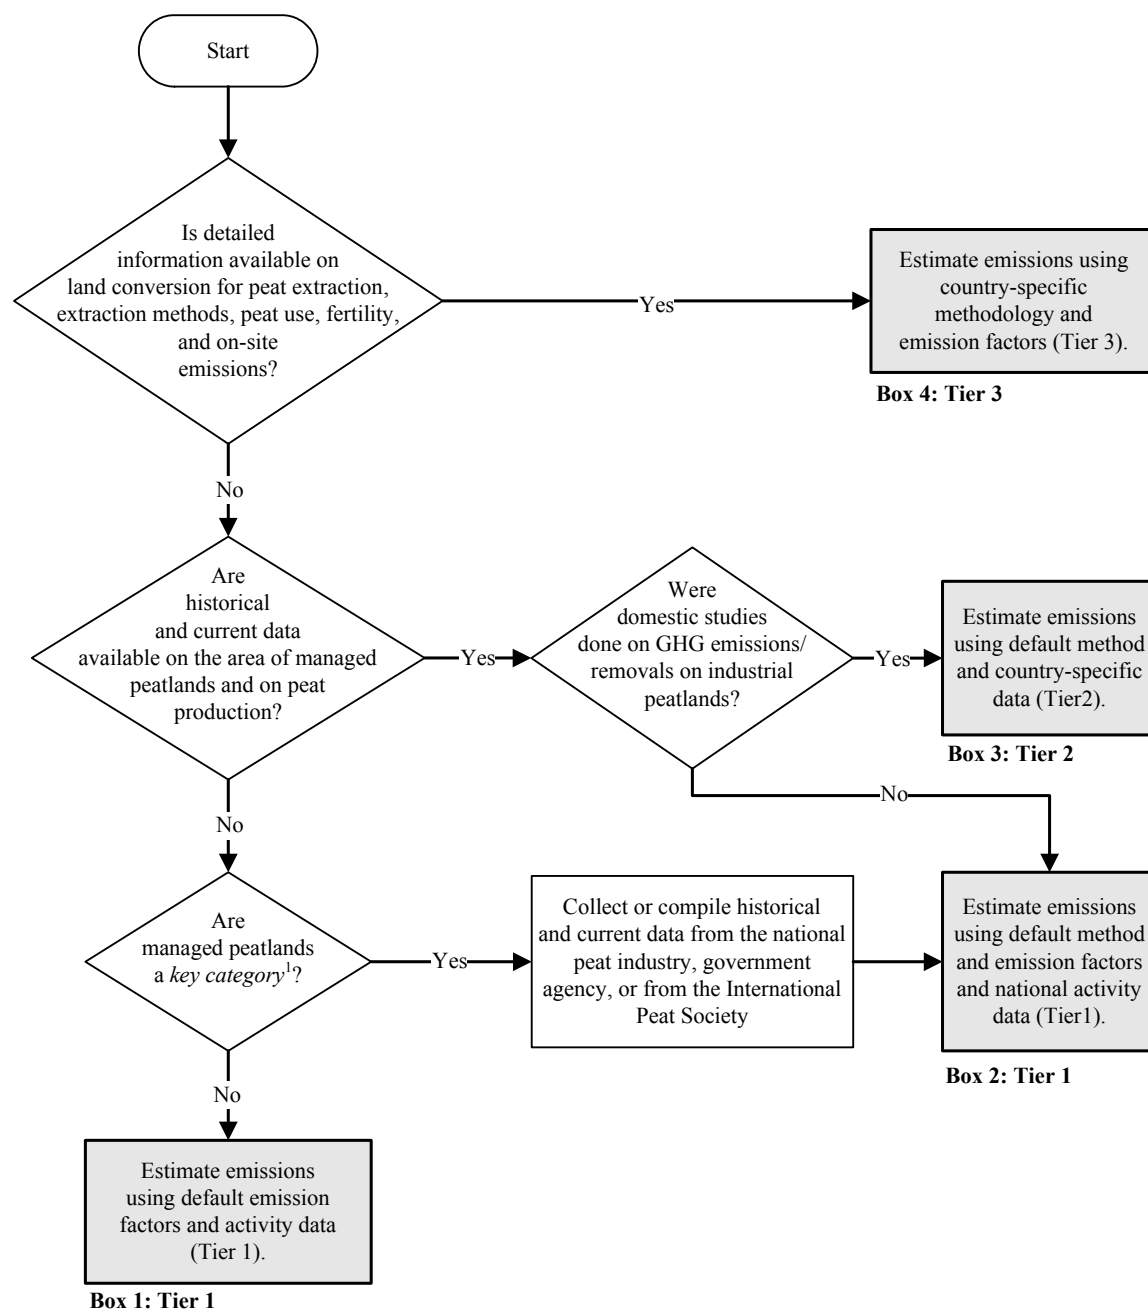 Start
Is detailed
information available on
land conversion for peat extraction,
extraction methods, peat use, fertility,
and on-site
emissions?
Yes
Estimate emissions using
country-specific
methodology and
emission factors (Tier 3).
Box 4: Tier 3
No
Are
historical
and current data
available on the area of managed
peatlands and on peat
production?
Yes
Were
domestic studies
done on GHG emissions/
removals on industrial
peatlands?
Yes
Estimate emissions
using default method
and country-specific
data (Tier2).
Box 3: Tier 2
No
No
Are
managed peatlands
a key category¹?
Yes
Collect or compile historical
and current data from the national
peat industry, government
agency, or from the International
Peat Society
Estimate emissions
using default method
and emission factors
and national activity
data (Tier1).
Box 2: Tier 1
No
Estimate emissions
using default emission
factors and activity data
(Tier 1).
Box 1: Tier 1